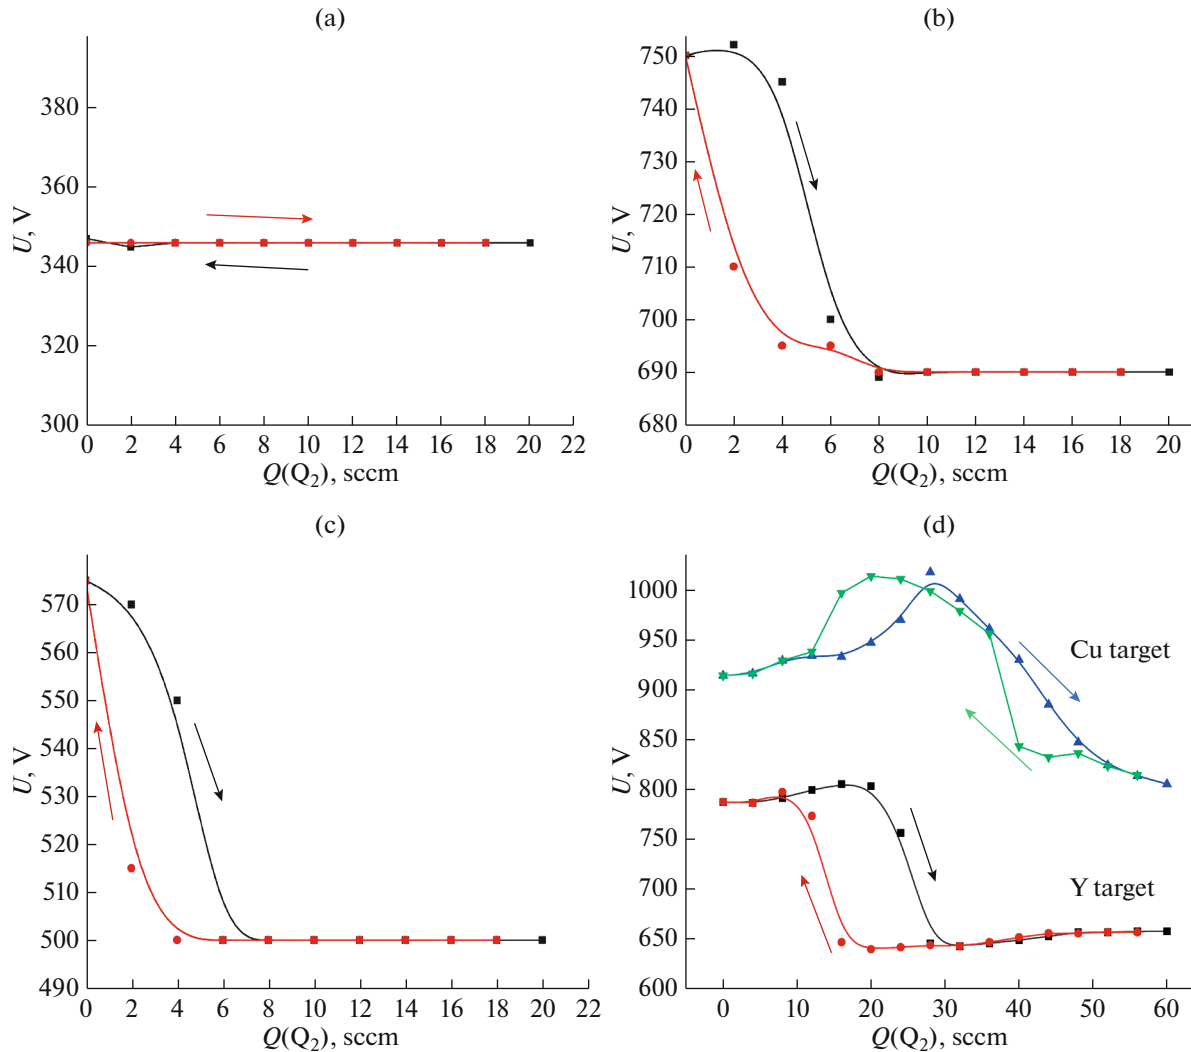 (a)
U, V
380
360
340
320
300
0 2 4 6 8 10 12 14 16 18 20 22
Q(Q2), sccm
(b)
U, V
750
740
730
720
710
700
690
680
0 2 4 6 8 10 12 14 16 18 20
Q(Q2), sccm
(c)
U, V
570
560
550
540
530
520
510
500
490
0 2 4 6 8 10 12 14 16 18 20 22
Q(Q2), sccm
(d)
U, V
1000
950
900
850
800
750
700
650
600
Cu target
Y target
0 10 20 30 40 50 60
Q(Q2), sccm